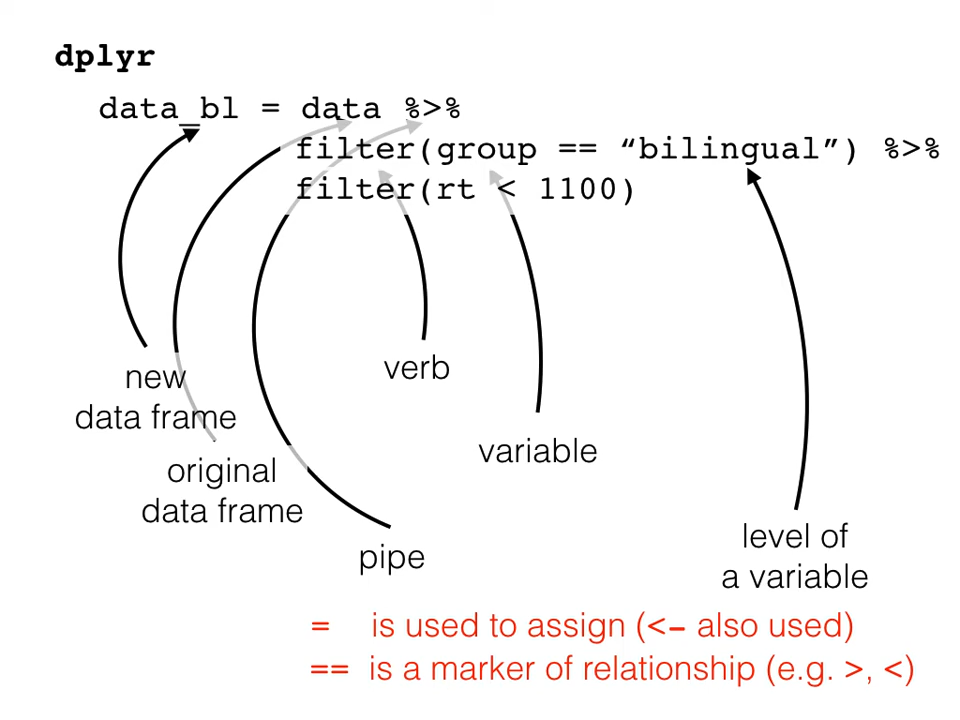 dplyr
data_bl = data %>%
filter(group == “bilingual”) %>%
filter(rt < 1100)
new
data frame
original
data frame
pipe
verb
variable
level of
a variable
= is used to assign (<- also used)
== is a marker of relationship (e.g. >, <)